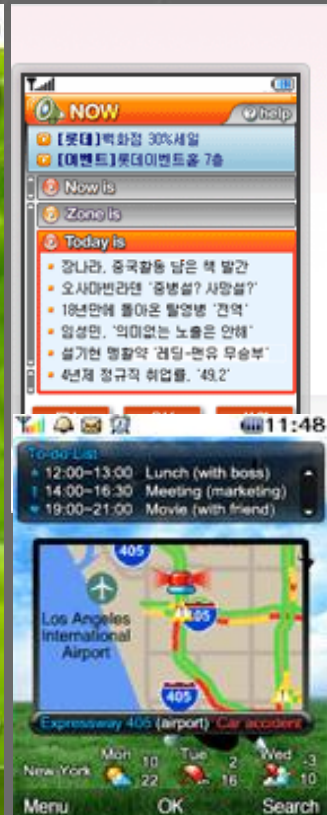 NOW
help
[롯데]백화점 30%세일
[이벤트]롯데이벤트홀 7층
Now is
Zone is
Today is
장나라, 중국활동 담은 책 발간
오사마빈라덴 '중병설? 사망설?'
18년만에 돌아온 탈영병 '전역'
임성민, '의미없는 노출은 안해'
설기현 맹활약 '레딩-맨유 무승부'
4년제 정규직 취업률, '49.2'
OK
11:48
To-do List
12:00~13:00 Lunch (with boss)
14:00~16:30 Meeting (marketing)
19:00~21:00 Movie (with friend)
405
Los Angeles
International
Airport
405
405
Expressway 405 (airport) Car accident
New York
Mon 10 22
Tue 2 16
Wed -3 10
Menu OK Search